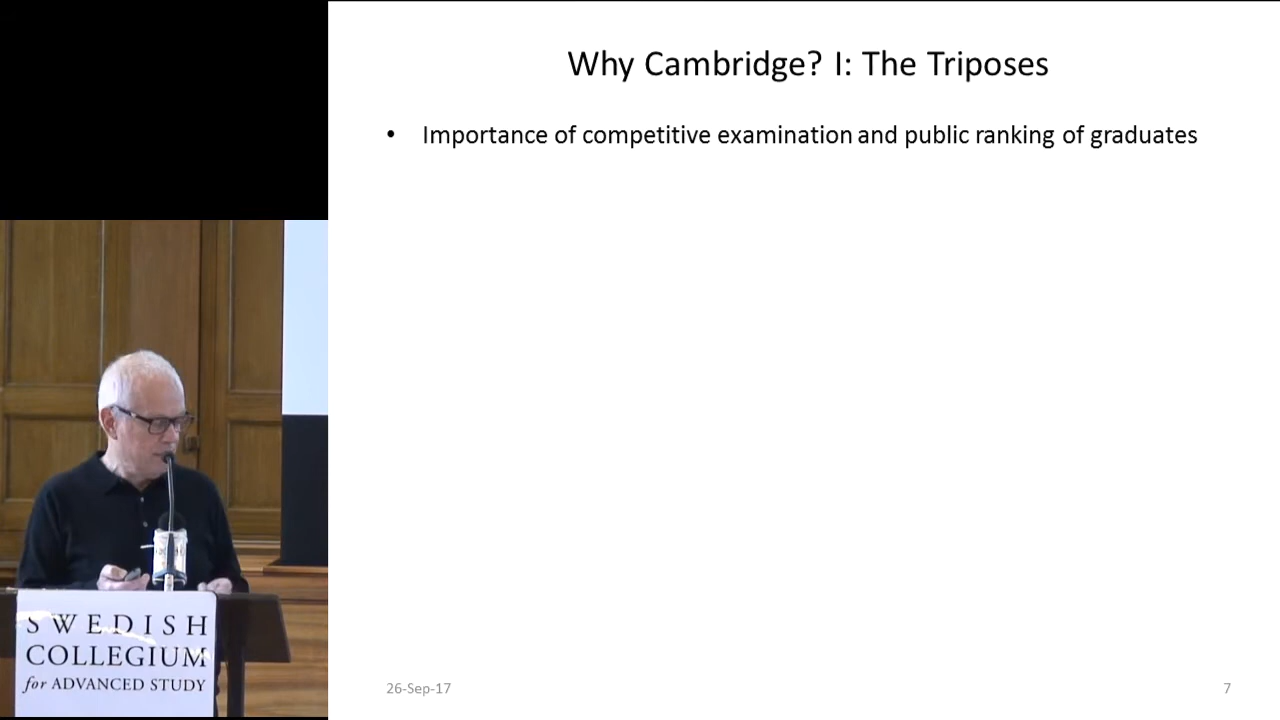 Why Cambridge? I: The Triposes
• Importance of competitive examination and public ranking of graduates
SWEDISH
COLLEGIUM
for ADVANCED STUDY
26-Sep-17
7